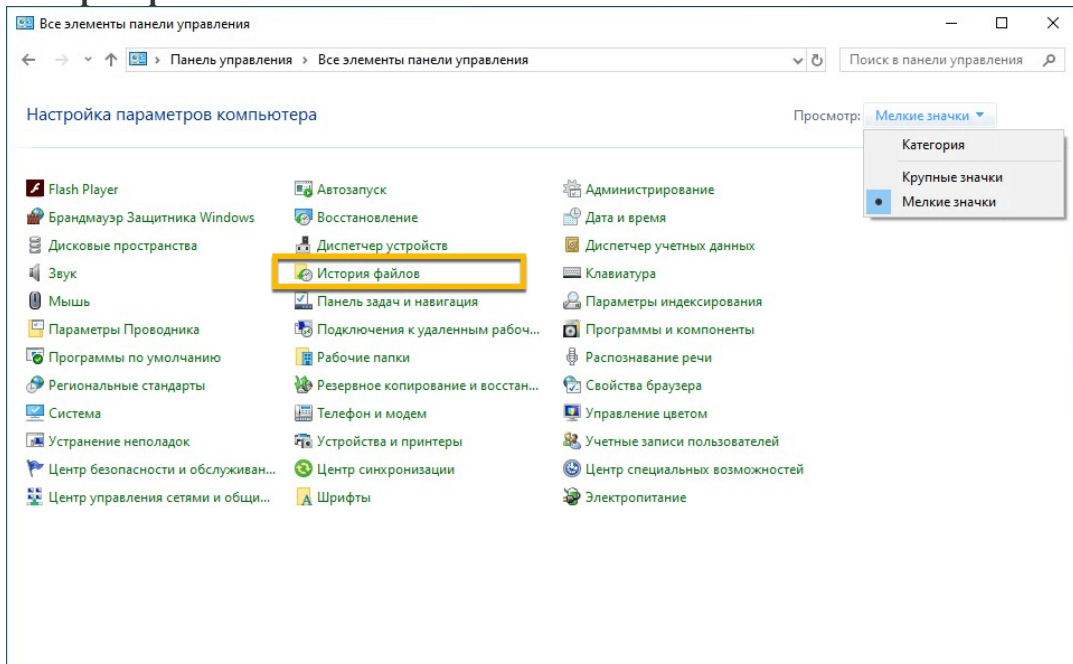 Все элементы панели управления
Панель управления › Все элементы панели управления
Поиск в панели управления
Настройка параметров компьютера
Просмотр: Мелкие значки
Категория
Крупные значки
Мелкие значки
Flash Player
Автозапуск
Администрирование
Брандмауэр Защитника Windows
Восстановление
Дата и время
Дисковые пространства
Диспетчер устройств
Диспетчер учетных данных
Звук
История файлов
Клавиатура
Мышь
Панель задач и навигация
Параметры индексирования
Параметры Проводника
Подключения к удаленным рабоч...
Программы и компоненты
Программы по умолчанию
Рабочие папки
Распознавание речи
Региональные стандарты
Резервное копирование и восстан...
Свойства браузера
Система
Телефон и модем
Управление цветом
Устранение неполадок
Устройства и принтеры
Учетные записи пользователей
Центр безопасности и обслуживан...
Центр синхронизации
Центр специальных возможностей
Центр управления сетями и общи...
Шрифты
Электропитание